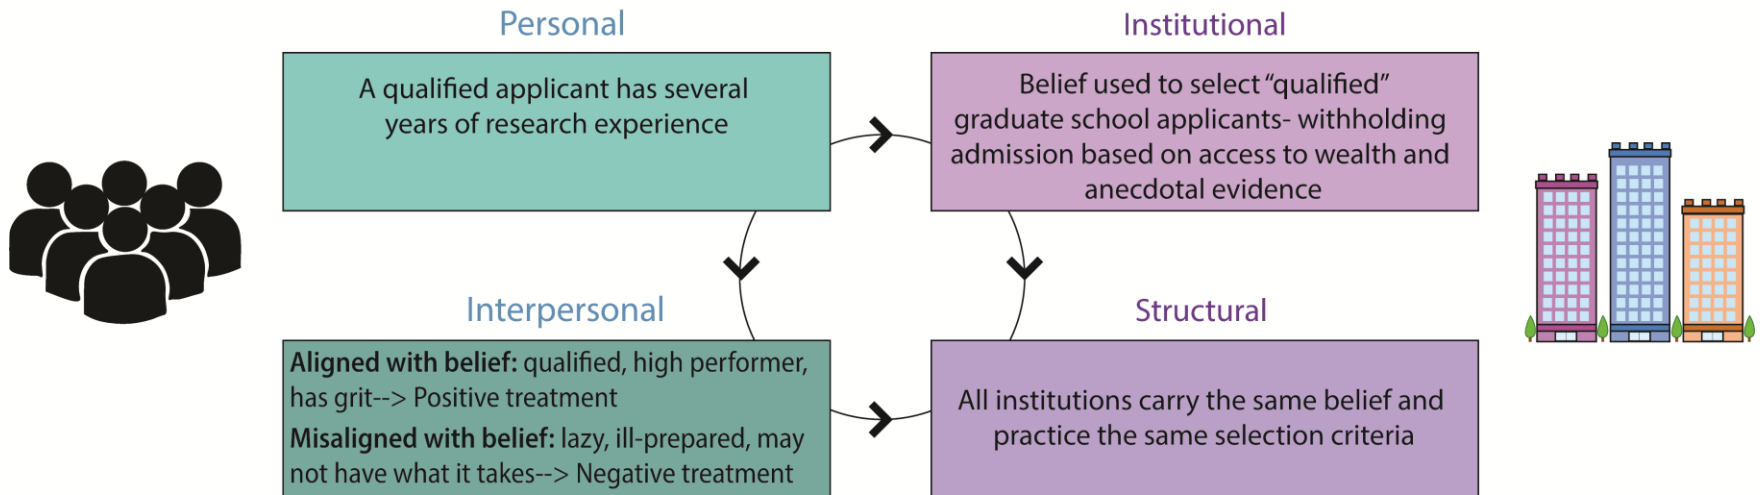 Personal
A qualified applicant has several
years of research experience
Institutional
Belief used to select “qualified”
graduate school applicants- withholding
admission based on access to wealth and
anecdotal evidence
Interpersonal
Aligned with belief: qualified, high performer,
has grit--> Positive treatment
Misaligned with belief: lazy, ill-prepared, may
not have what it takes--> Negative treatment
Structural
All institutions carry the same belief and
practice the same selection criteria